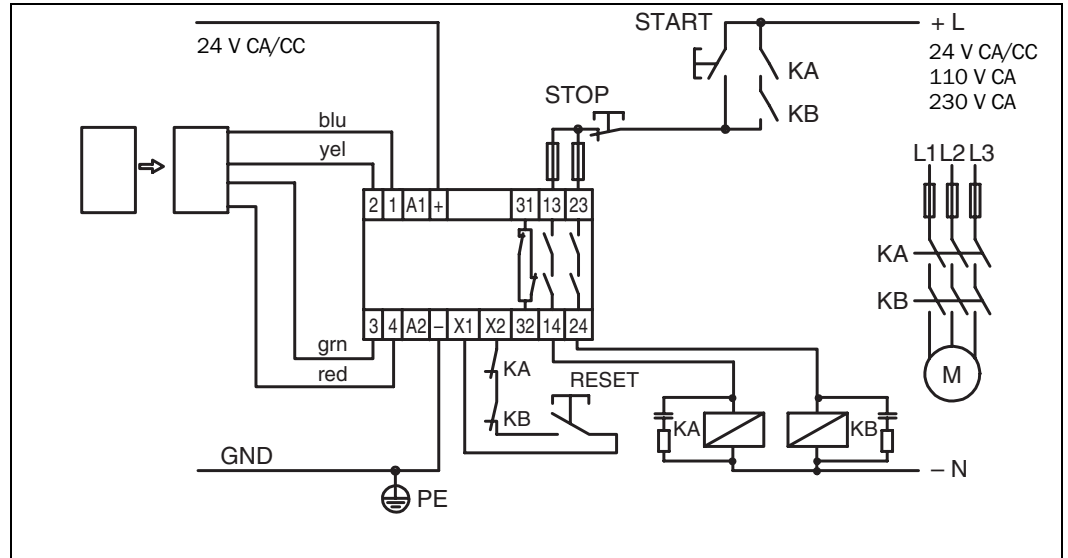 START
+ L
24 V CA/CC
24 V CA/CC
110 V CA
230 V CA
KA
KB
STOP
blu
yel
L1 L2 L3
2 1 A1 + 31 13 23
KA
KB
3 4 A2 – X1 X2 32 14 24
grn
red
KA
KB
RESET
M
KA
KB
GND
– N
PE